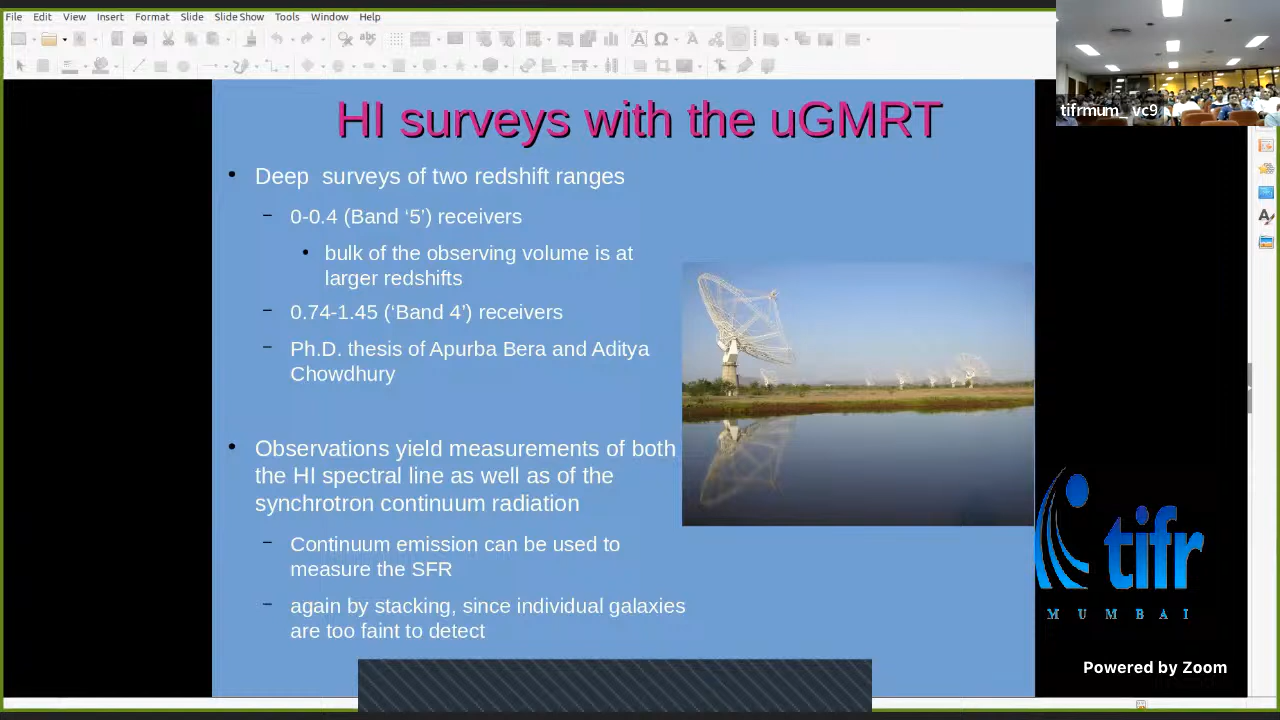 File Edit View Insert Format Slide Slide Show Tools Window Help
tifrmum_ vc9
HI surveys with the uGMRT
• Deep surveys of two redshift ranges
– 0-0.4 (Band ‘5’) receivers
• bulk of the observing volume is at
larger redshifts
– 0.74-1.45 (‘Band 4’) receivers
– Ph.D. thesis of Apurba Bera and Aditya
Chowdhury
• Observations yield measurements of both
the HI spectral line as well as of the
synchrotron continuum radiation
– Continuum emission can be used to
measure the SFR
– again by stacking, since individual galaxies
are too faint to detect
tifr
MUMBAI
Powered by Zoom